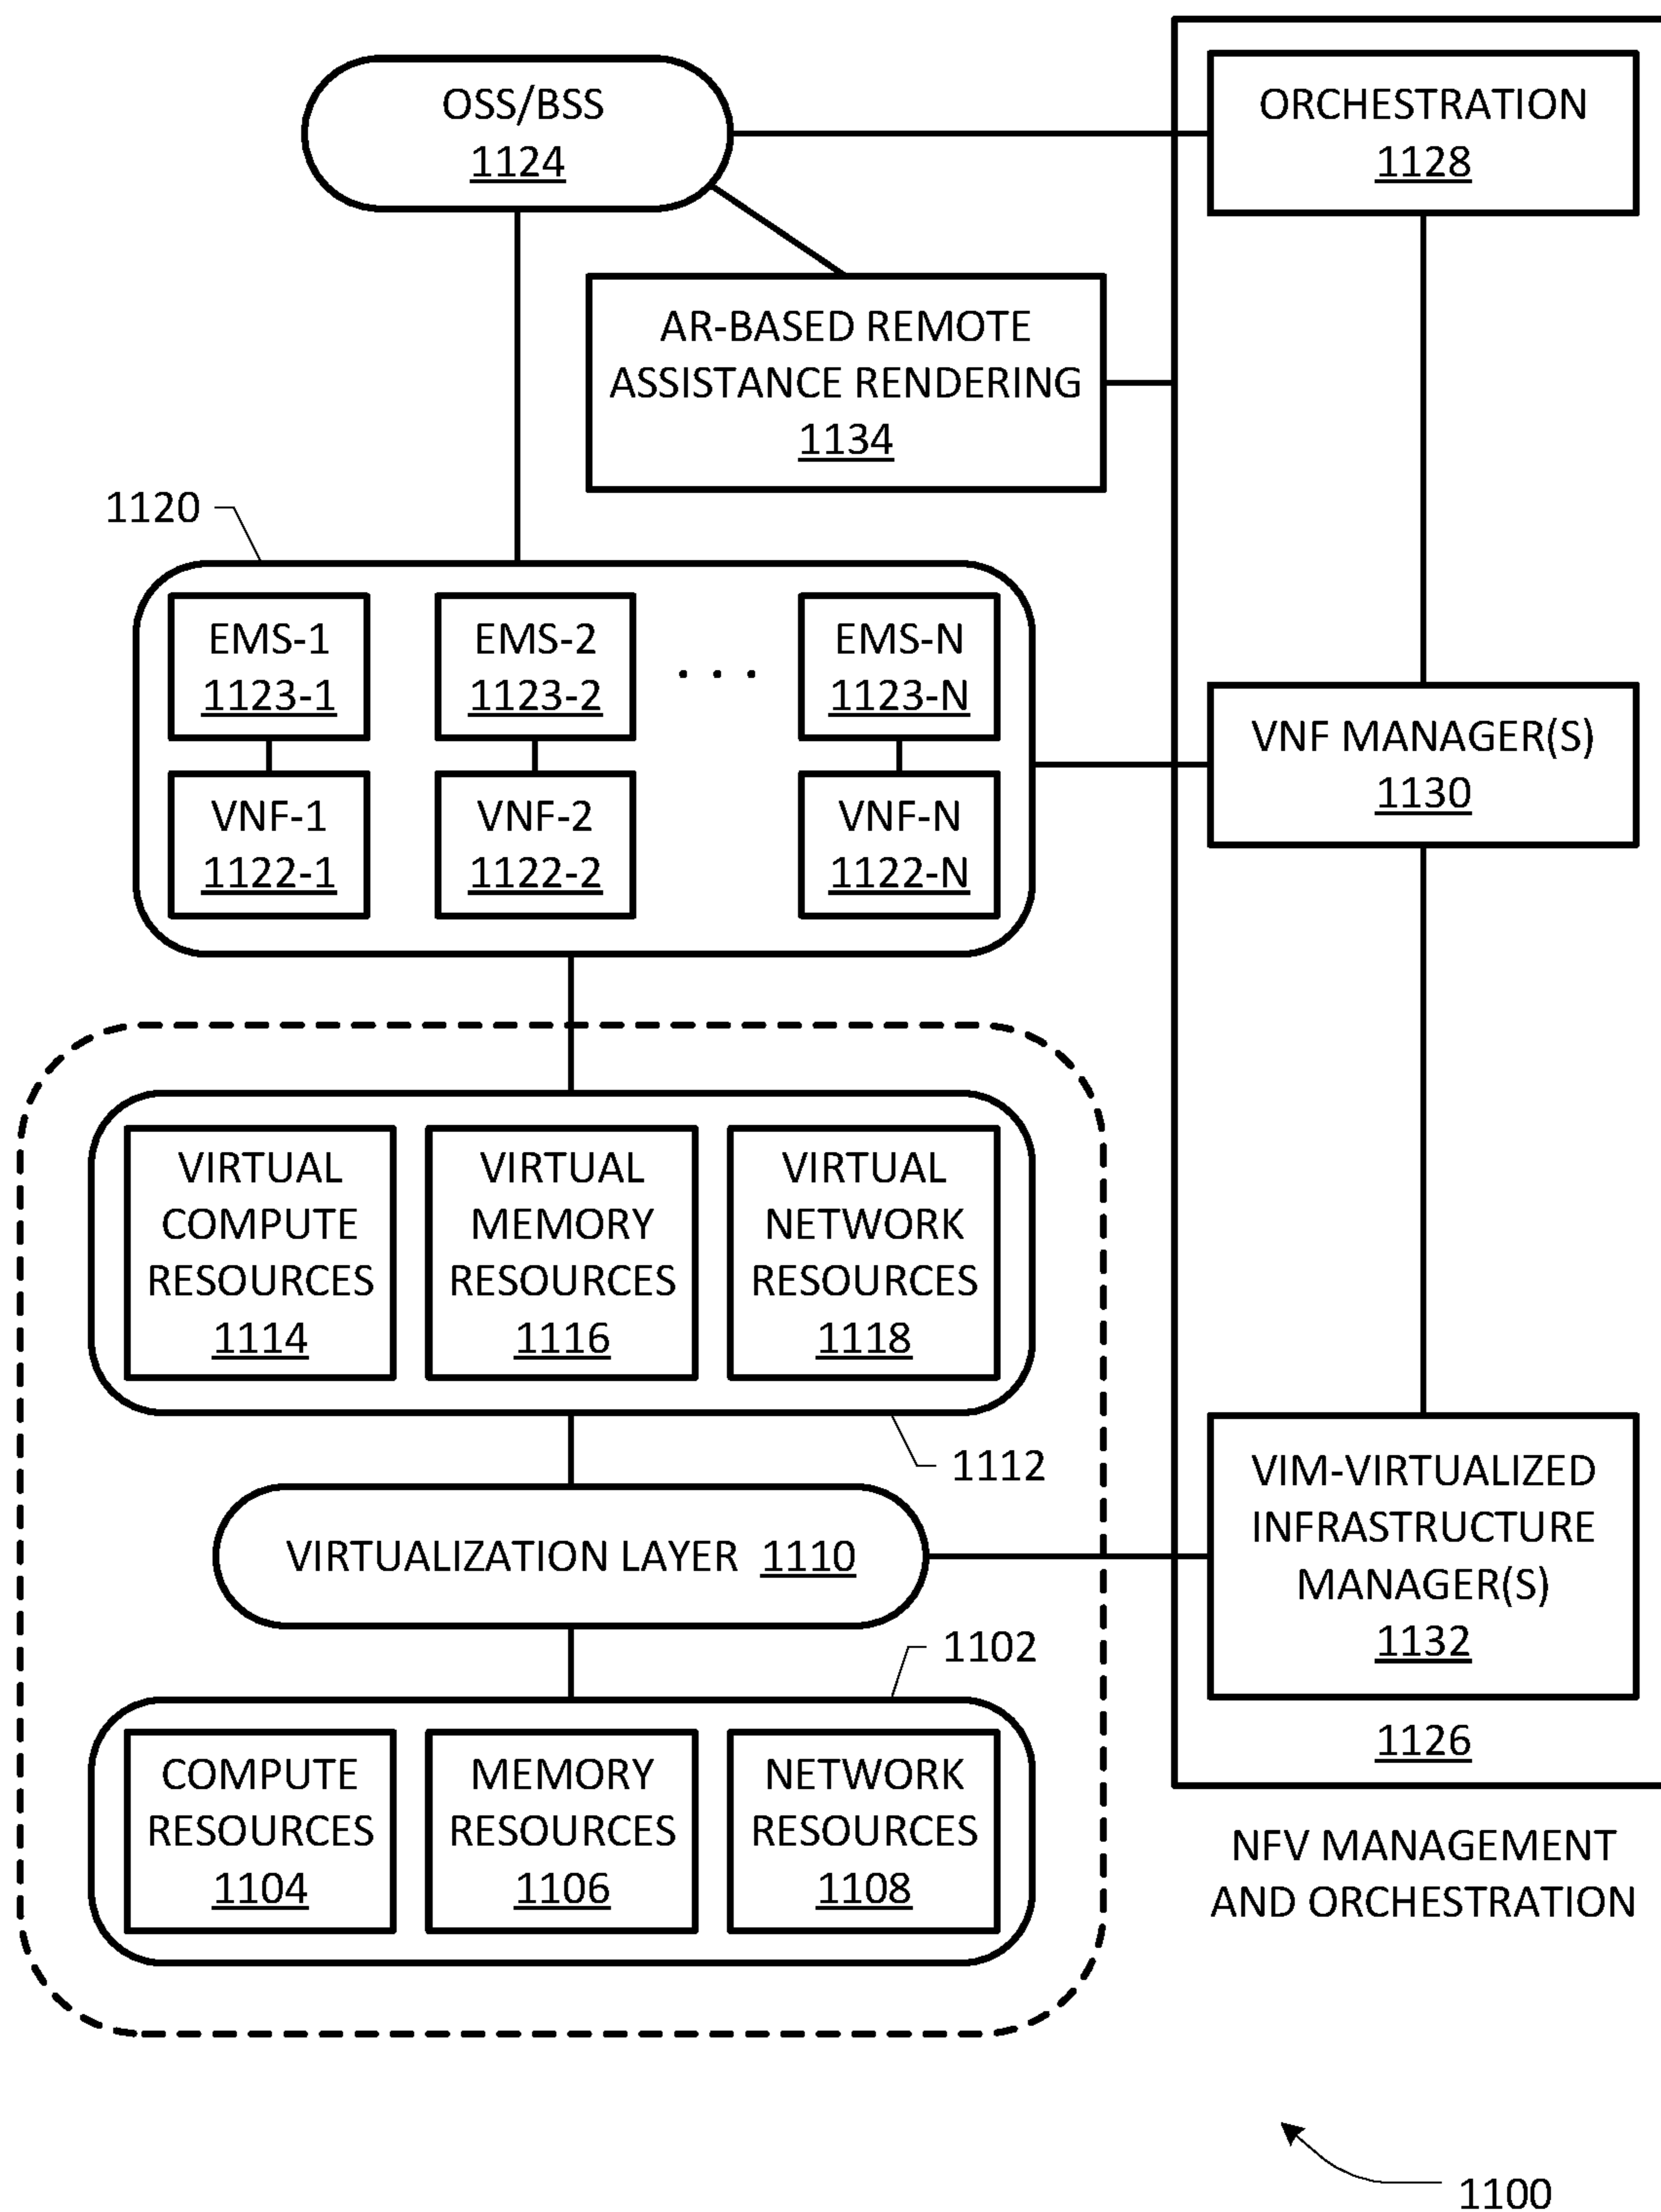 OSS/BSS
1124
ORCHESTRATION
1128
AR-BASED REMOTE
ASSISTANCE RENDERING
1134
1120
EMS-1
1123-1
EMS-2
1123-2
. . .
EMS-N
1123-N
VNF-1
1122-1
VNF-2
1122-2
VNF-N
1122-N
VNF MANAGER(S)
1130
VIRTUAL
COMPUTE
RESOURCES
1114
VIRTUAL
MEMORY
RESOURCES
1116
VIRTUAL
NETWORK
RESOURCES
1118
1112
VIRTUALIZATION LAYER 1110
VIM-VIRTUALIZED
INFRASTRUCTURE
MANAGER(S)
1132
1102
COMPUTE
RESOURCES
1104
MEMORY
RESOURCES
1106
NETWORK
RESOURCES
1108
1126
NFV MANAGEMENT
AND ORCHESTRATION
1100